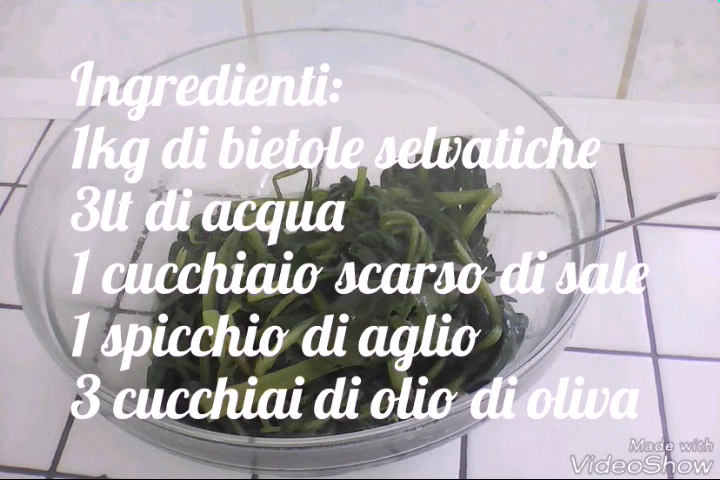 Ingredienti:
1kg di bietole selvatiche
3lt di acqua
1 cucchiaio scarso di sale
1 spicchio di aglio
3 cucchiai di olio di oliva
Made with
VideoShow